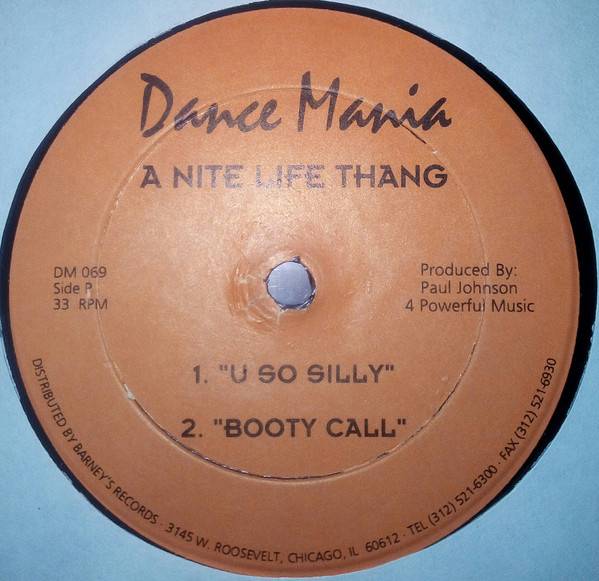 Dance Mania
A NITE LIFE THANG
DM 069
Side P
33 RPM
Produced By:
Paul Johnson
4 Powerful Music
1. "U SO SILLY"
2. "BOOTY CALL"
DISTRIBUTED BY BARNEY'S RECORDS · 3145 W. ROOSEVELT, CHICAGO, IL 60612 · TEL (312) 521-6300 · FAX (312) 521-6930